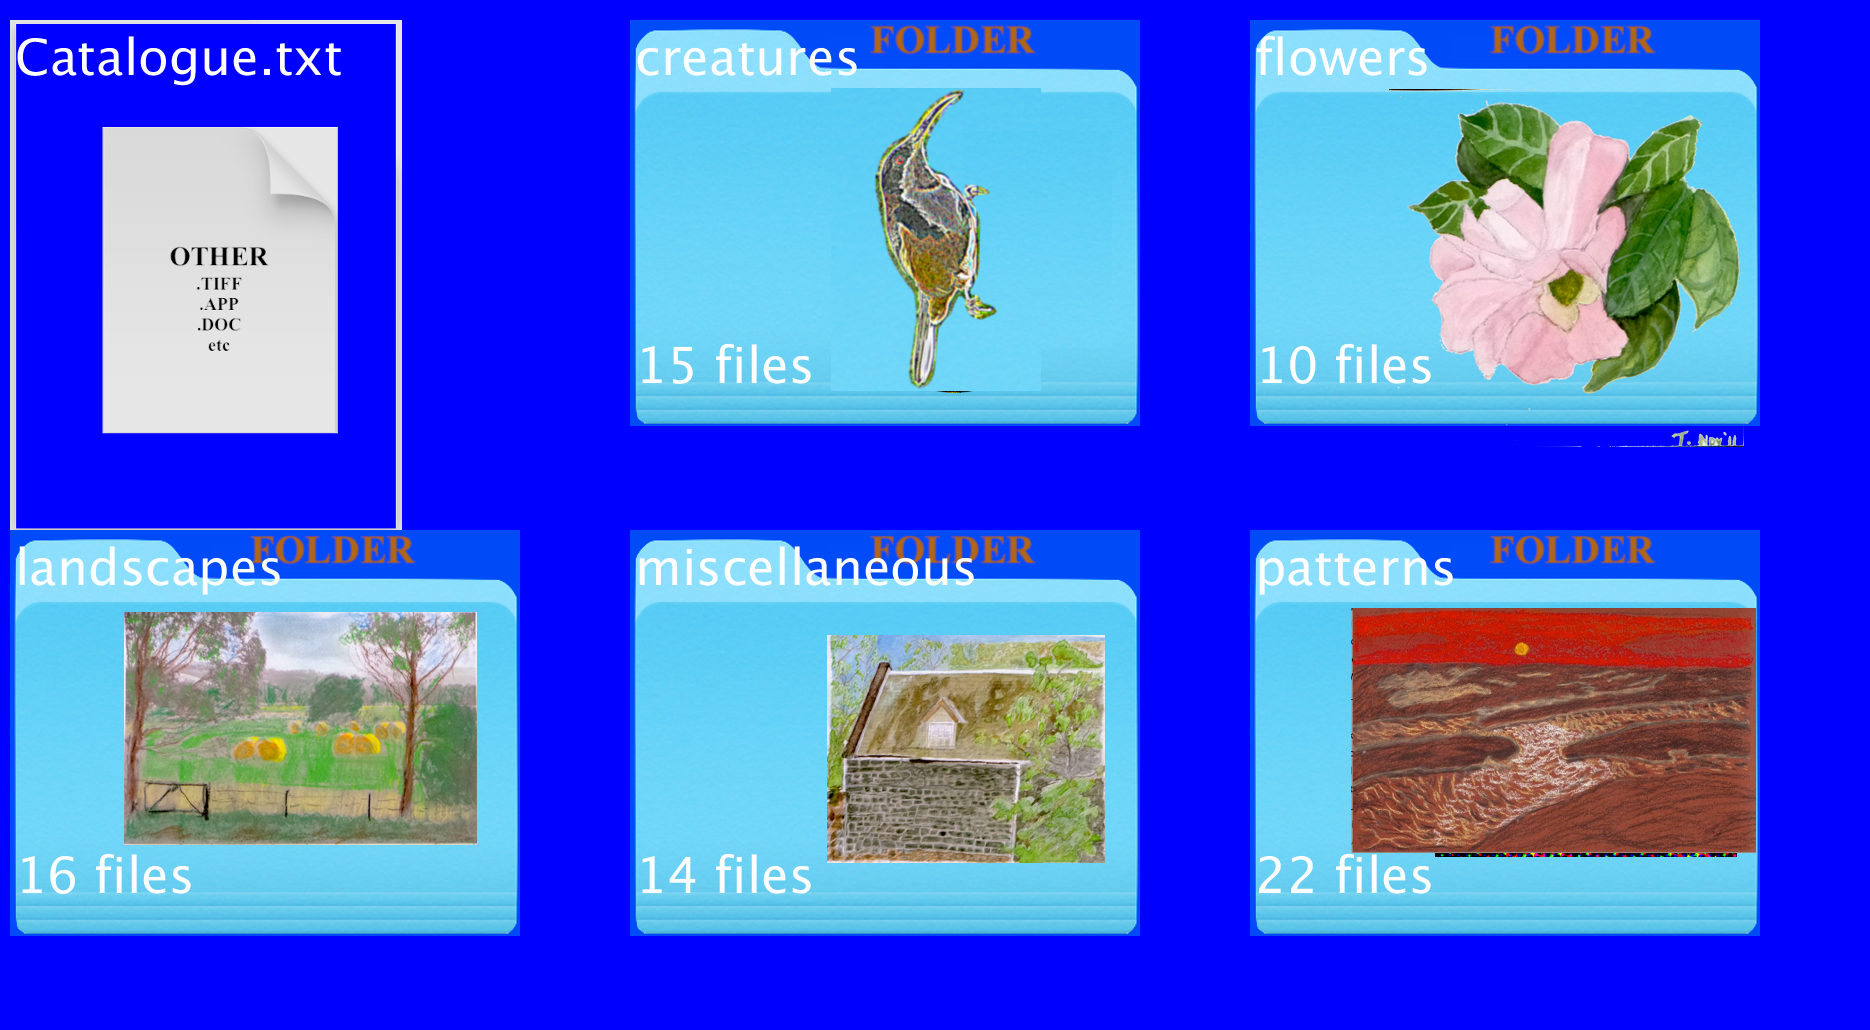 Catalogue.txt
OTHER
.TIFF
.APP
.DOC
etc
FOLDER
creatures
15 files
FOLDER
flowers
10 files
FOLDER
landscapes
16 files
FOLDER
miscellaneous
14 files
FOLDER
patterns
22 files